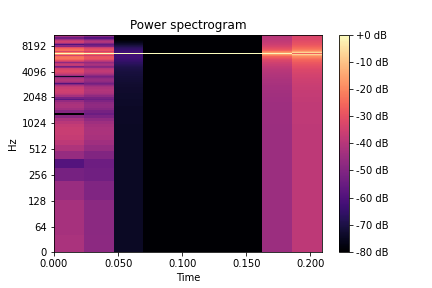 Power spectrogram
8192
4096
2048
1024
512
256
128
64
0
Hz
0.000 0.050 0.100 0.150 0.200
Time
+0 dB
-10 dB
-20 dB
-30 dB
-40 dB
-50 dB
-60 dB
-70 dB
-80 dB